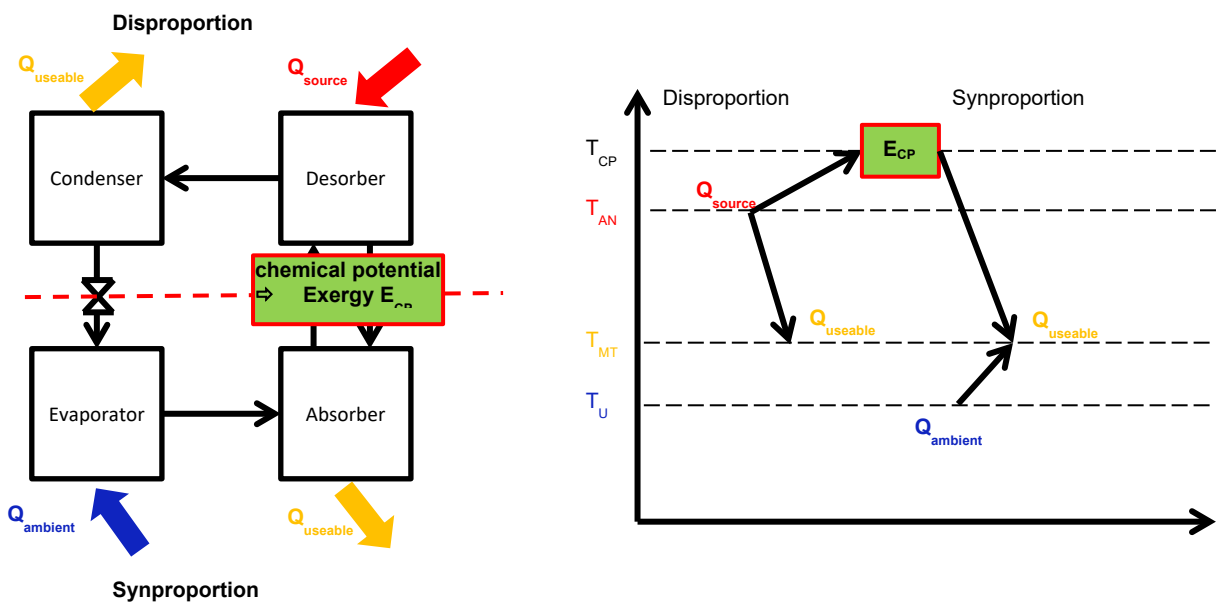 Disproportion
Q useable
Q source
Condenser
Desorber
chemical potential
⇨ Exergy E CP
Evaporator
Absorber
Q ambient
Q useable
Synproportion
Disproportion
Synproportion
T CP
E CP
Q source
T AN
Q useable
Q useable
T MT
T U
Q ambient